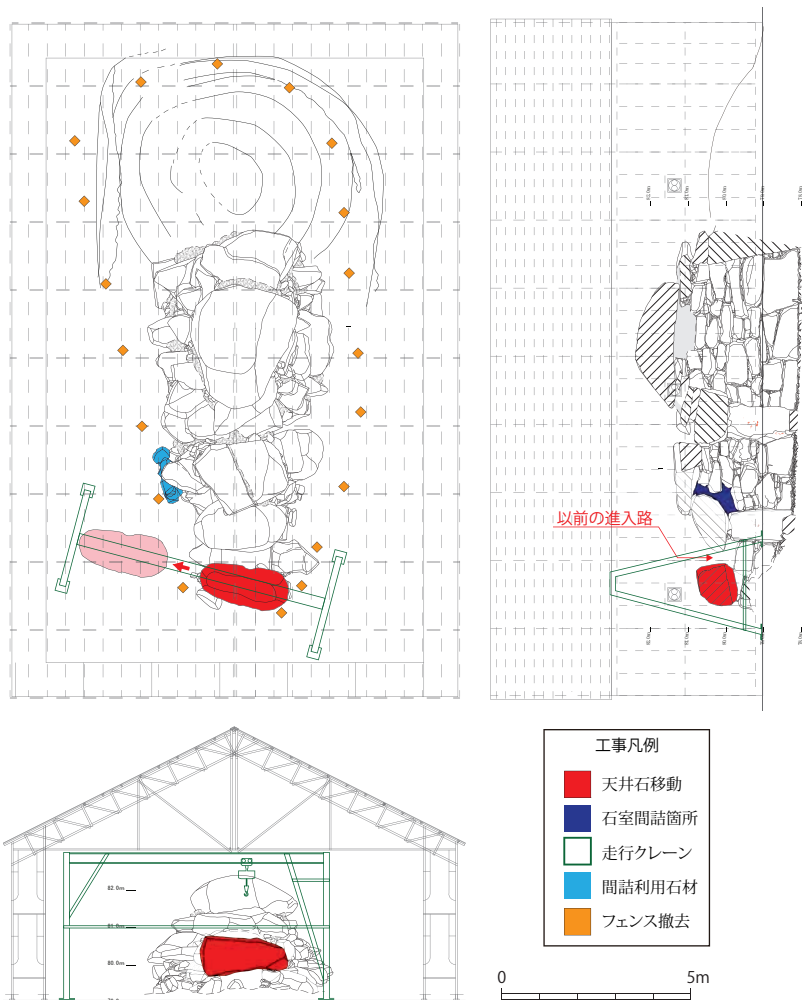 以前の進入路
82.0m
81.0m
80.0m
工事凡例
天井石移動
石室間詰箇所
走行クレーン
間詰利用石材
フェンス撤去
0 5m